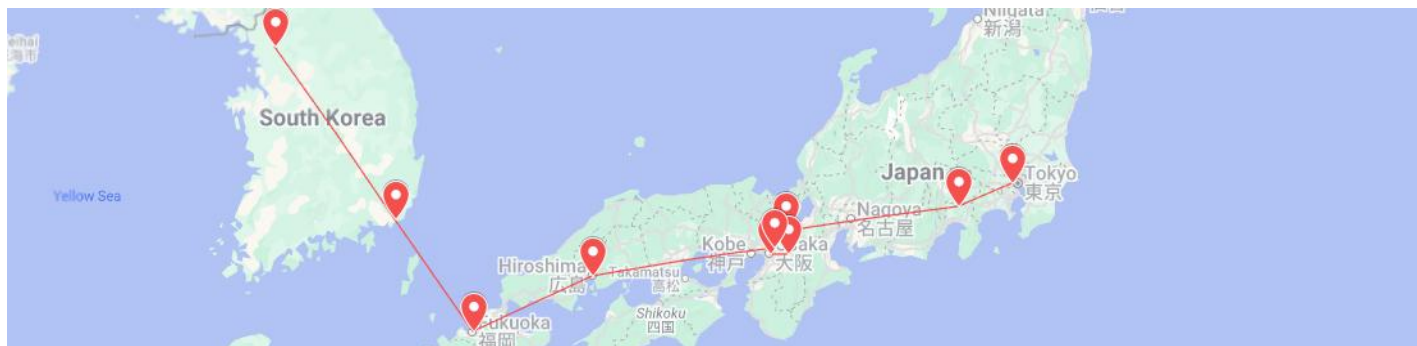 Niigata
新潟
South Korea
Yellow Sea
Japan
Tokyo
東京
Nagoya
名古屋
Kobe
神戸
大阪
Hiroshima
広島
Takamatsu
高松
Shikoku
四国
Fukuoka
福岡